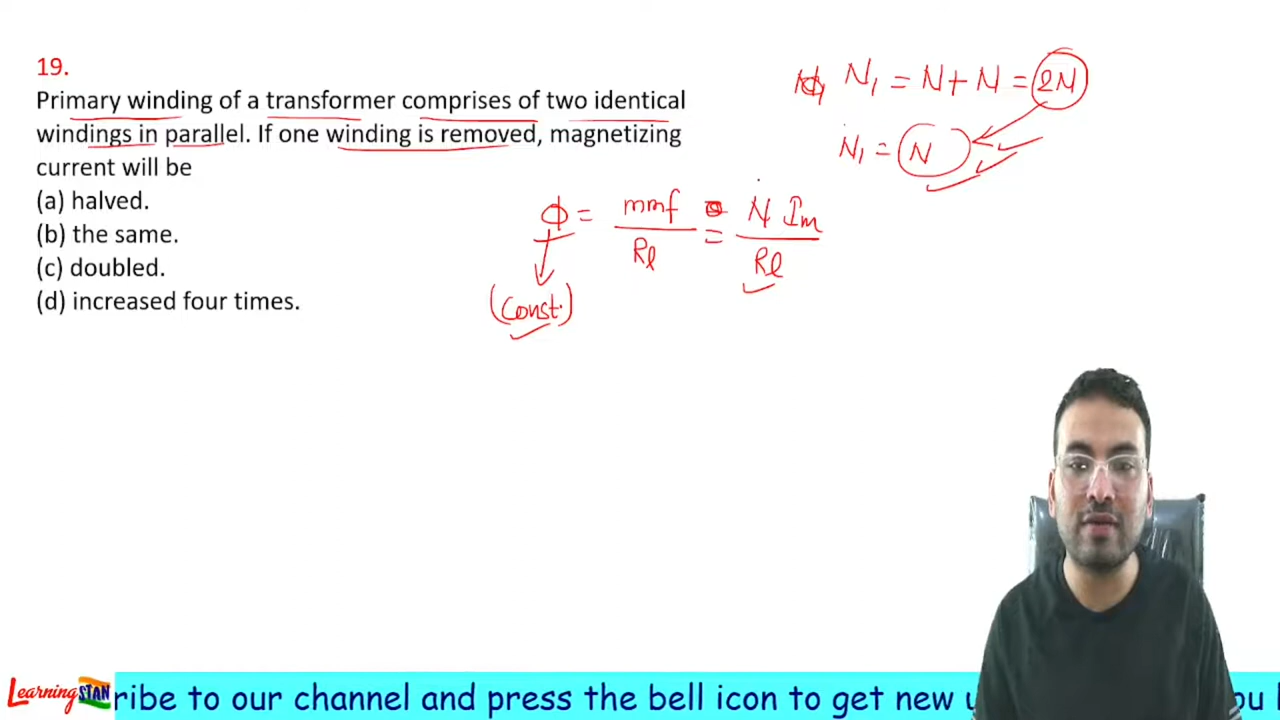 19.
Primary winding of a transformer comprises of two identical
windings in parallel. If one winding is removed, magnetizing
current will be
(a) halved.
(b) the same.
(c) doubled.
(d) increased four times.
N₁ = N + N = 2N
N₁ = N
ϕ = mmf / Rl = N Im / Rl
(Const.)
LearningSTAN
ribe to our channel and press the bell icon to get new u